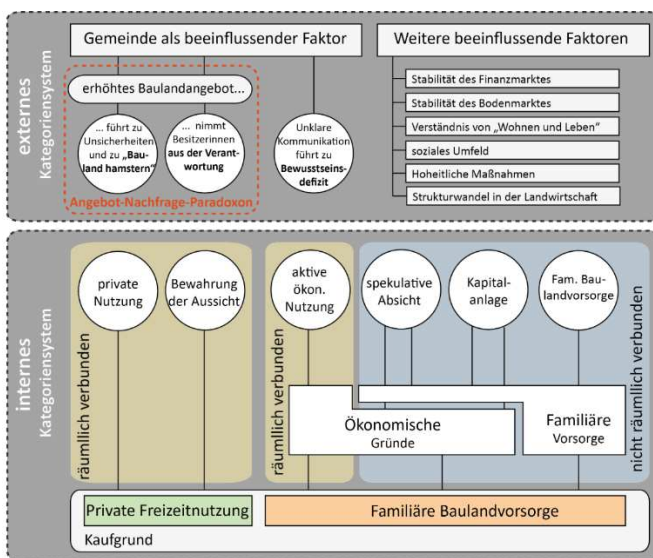 externes
Kategoriensystem
Gemeinde als beeinflussender Faktor
erhöhtes Baulandangebot...
... führt zu
Unsicherheiten
und zu „Bau-
land hamstern“
... nimmt
Besitzerinnen
aus der Verant-
wortung
Angebot-Nachfrage-Paradoxon
Unklare
Kommunikation
führt zu
Bewusstseins-
defizit
Weitere beeinflussende Faktoren
Stabilität des Finanzmarktes
Stabilität des Bodenmarktes
Verständnis von „Wohnen und Leben“
soziales Umfeld
Hoheitliche Maßnahmen
Strukturwandel in der Landwirtschaft
internes
Kategoriensystem
räumllich verbunden
private
Nutzung
Bewahrung
der Aussicht
räumllich verbunden
aktive
ökon.
Nutzung
spekulative
Absicht
Kapital-
anlage
Fam. Bau-
landvorsorge
nicht räumllich verbunden
Ökonomische
Gründe
Familiäre
Vorsorge
Private Freizeitnutzung
Familiäre Baulandvorsorge
Kaufgrund